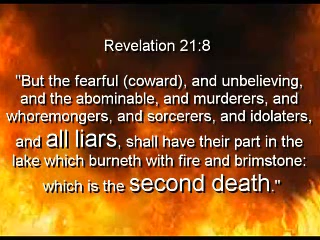 Revelation 21:8
"But the fearful (coward), and unbelieving,
and the abominable, and murderers, and
whoremongers, and sorcerers, and idolaters,
and all liars, shall have their part in the
lake which burneth with fire and brimstone:
which is the second death."